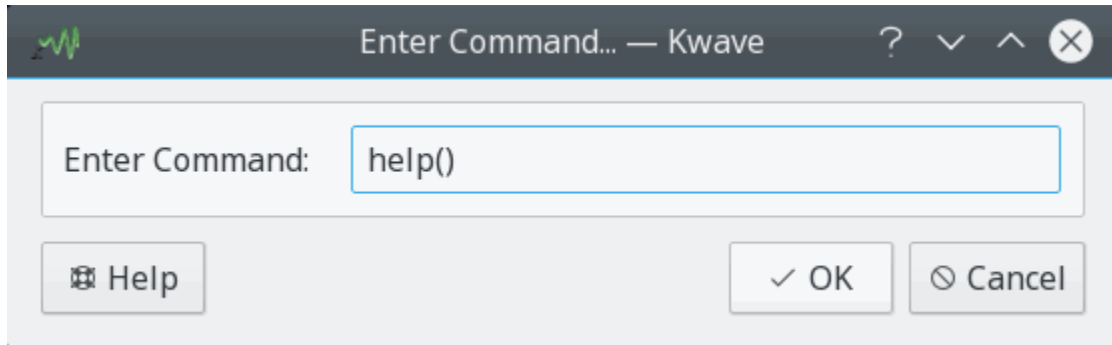 Enter Command... — Kwave
Enter Command: help()
Help OK Cancel